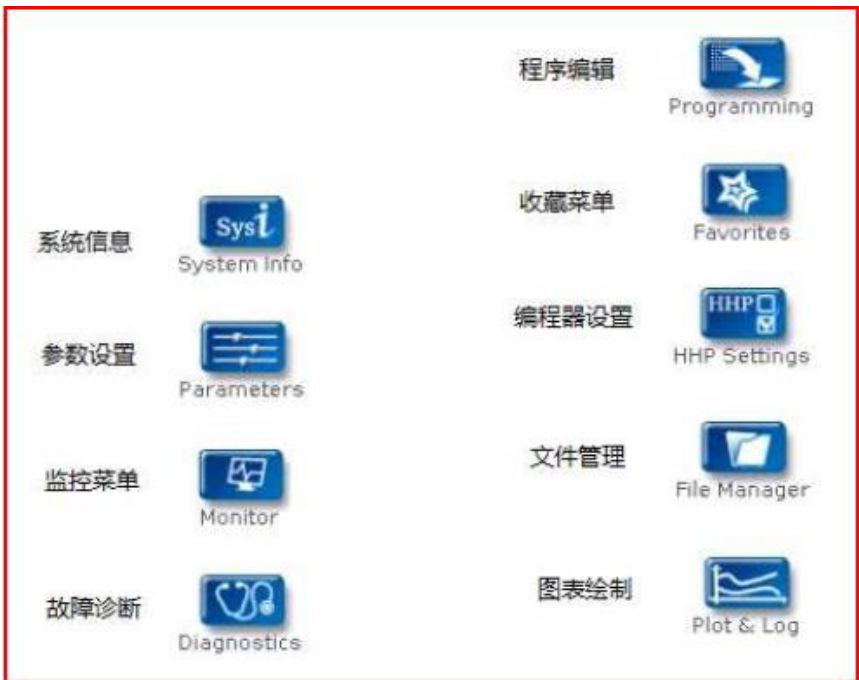 系统信息
Sysi
System Info
参数设置
Parameters
监控菜单
Monitor
故障诊断
Diagnostics
程序编辑
Programming
收藏菜单
Favorites
编程器设置
HHP
HHP Settings
文件管理
File Manager
图表绘制
Plot & Log